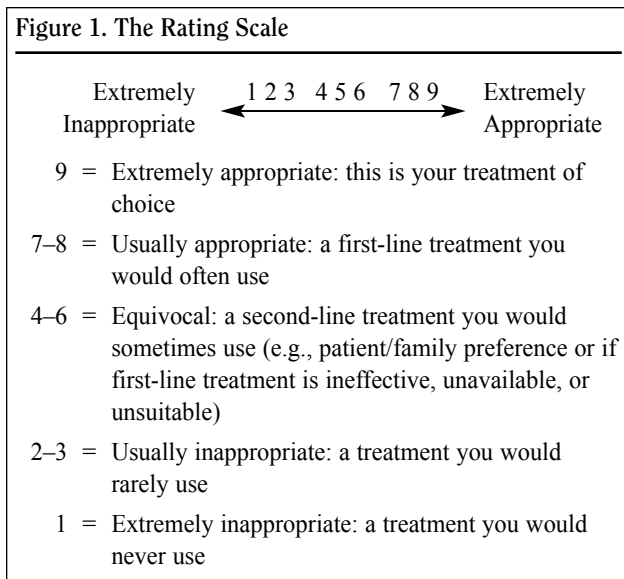 Figure 1. The Rating Scale
Extremely 1 2 3 4 5 6 7 8 9 Extremely
Inappropriate Appropriate
9 = Extremely appropriate: this is your treatment of
choice
7–8 = Usually appropriate: a first-line treatment you
would often use
4–6 = Equivocal: a second-line treatment you would
sometimes use (e.g., patient/family preference or if
first-line treatment is ineffective, unavailable, or
unsuitable)
2–3 = Usually inappropriate: a treatment you would
rarely use
1 = Extremely inappropriate: a treatment you would
never use